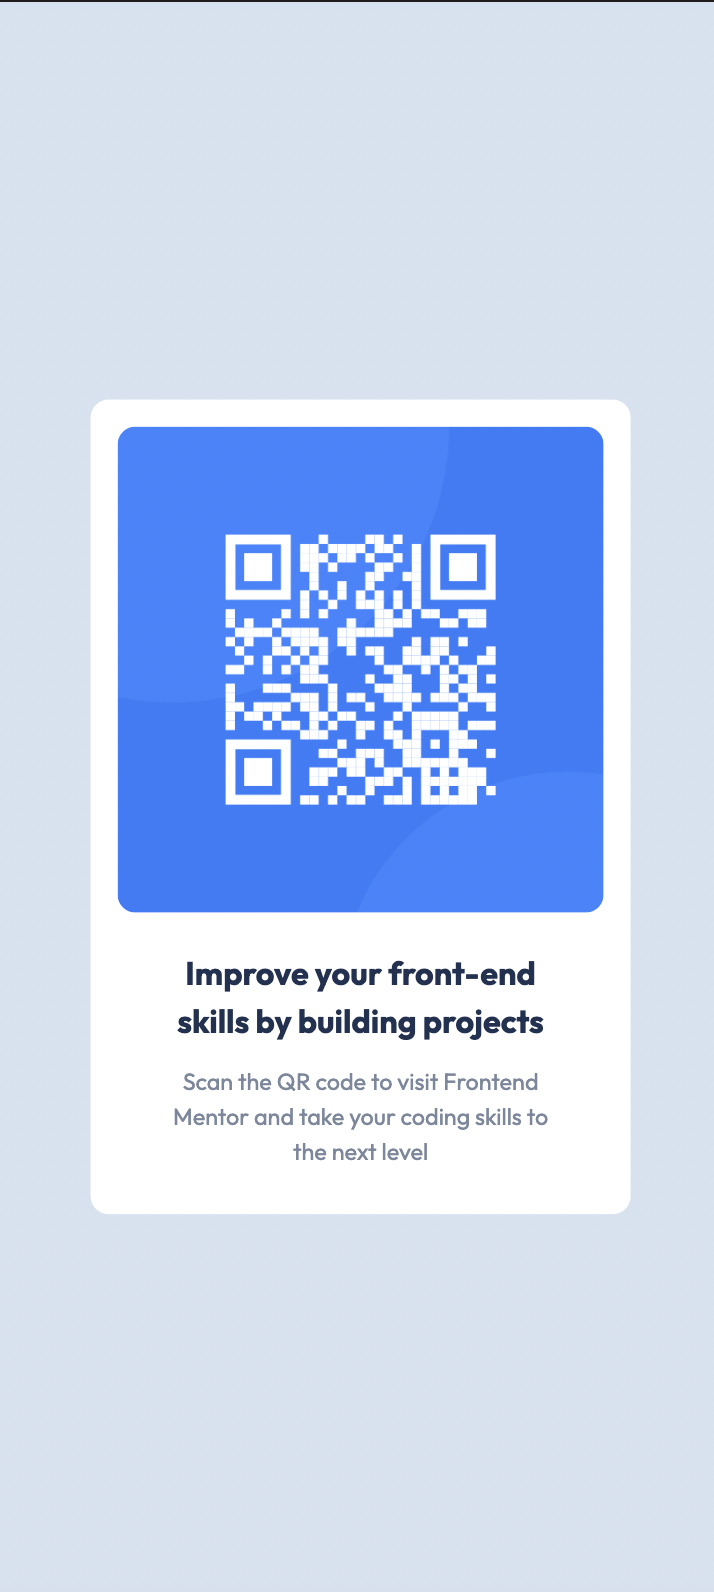 Improve your front-end
skills by building projects
Scan the QR code to visit Frontend
Mentor and take your coding skills to
the next level